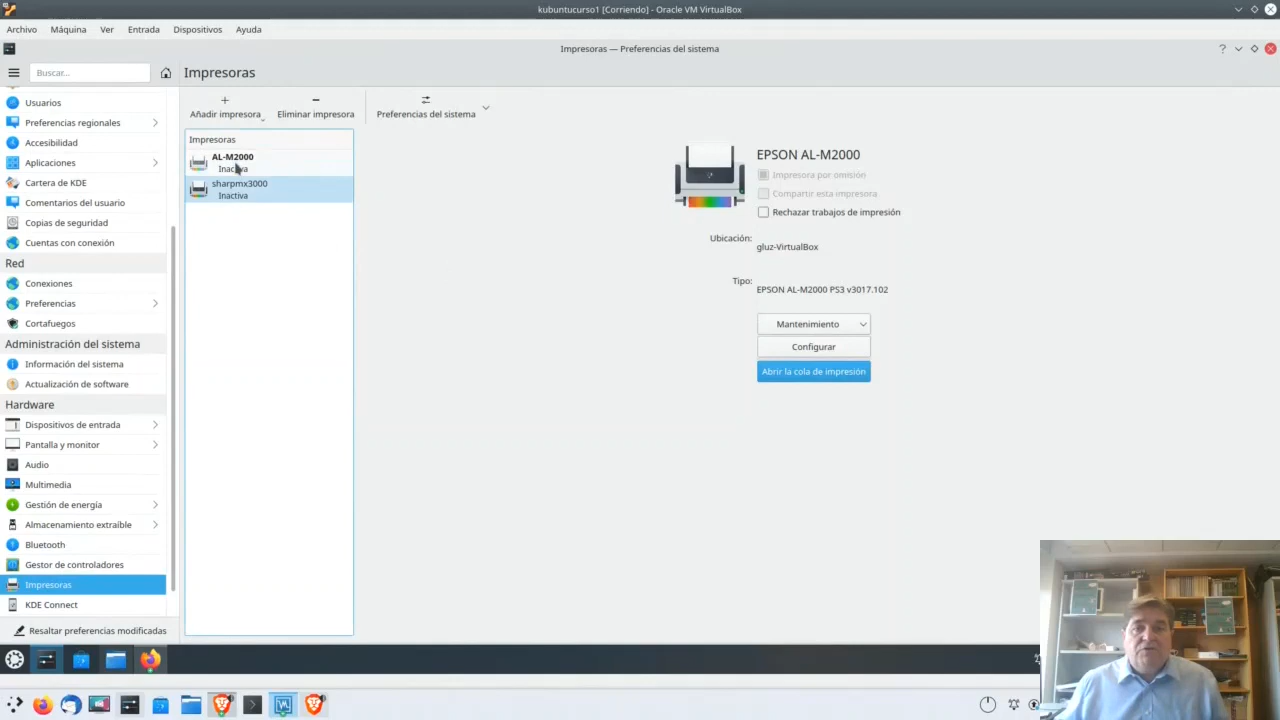 kubuntucurso1 [Corriendo] - Oracle VM VirtualBox
Archivo Máquina Ver Entrada Dispositivos Ayuda
Impresoras — Preferencias del sistema
?
Buscar...
Impresoras
Usuarios
Preferencias regionales
Accesibilidad
Aplicaciones
Cartera de KDE
Comentarios del usuario
Copias de seguridad
Cuentas con conexión
Red
Conexiones
Preferencias
Cortafuegos
Administración del sistema
Información del sistema
Actualización de software
Hardware
Dispositivos de entrada
Pantalla y monitor
Audio
Multimedia
Gestión de energía
Almacenamiento extraíble
Bluetooth
Gestor de controladores
Impresoras
KDE Connect
Resaltar preferencias modificadas
Añadir impresora
Eliminar impresora
Preferencias del sistema
Impresoras
AL-M2000
Inactiva
sharpmx3000
Inactiva
EPSON AL-M2000
Impresora por omisión
Compartir esta impresora
Rechazar trabajos de impresión
Ubicación:
gluz-VirtualBox
Tipo:
EPSON AL-M2000 PS3 v3017.102
Mantenimiento
Configurar
Abrir la cola de impresión